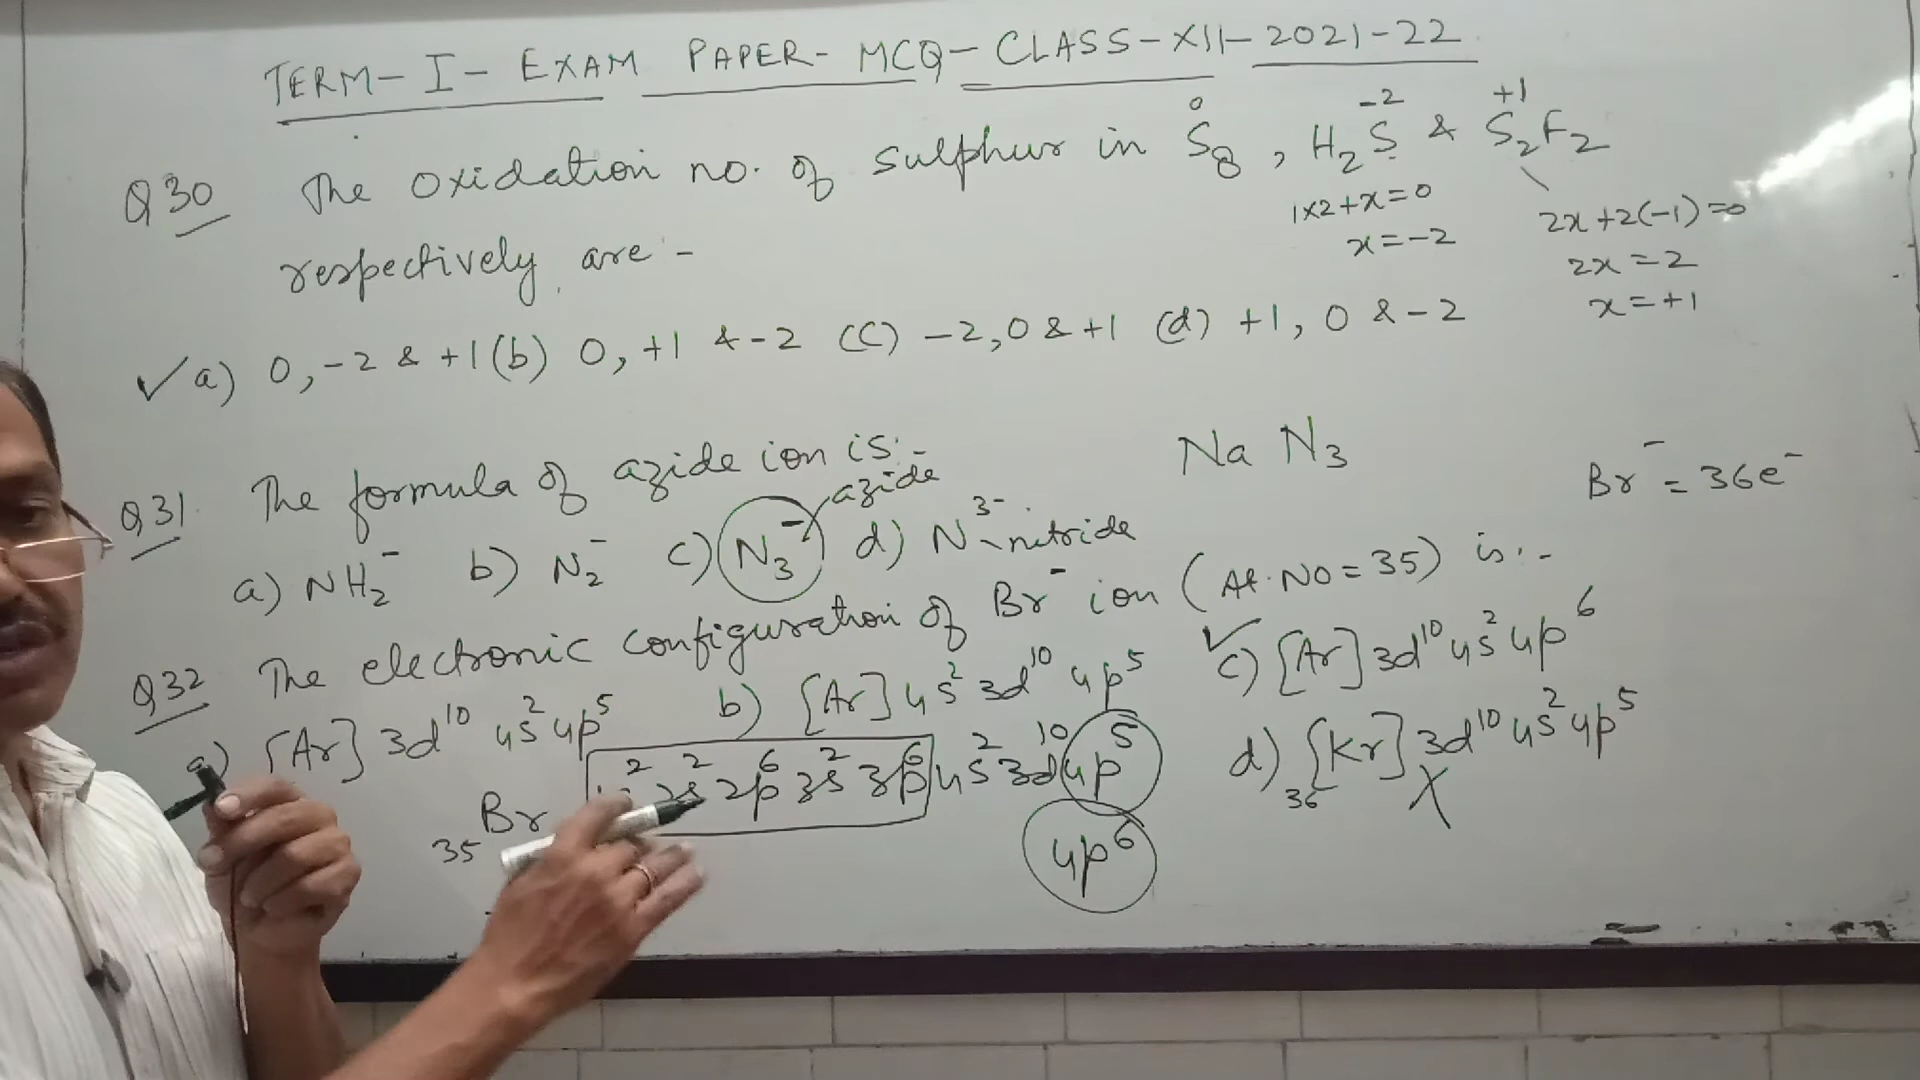 TERM-I-EXAM PAPER-MCQ-CLASS-XII-2021-22
Q30 The oxidation no. of sulphur in S₈, H₂S & S₂F₂
0 -2 +1
respectively are -
1×2+x=0
x=-2
2x+2(-1)=0
2x=2
x=+1
✓a) 0,-2 & +1 (b) 0, +1 & -2 (c) -2, 0 & +1 (d) +1, 0 & -2
Q31 The formula of azide ion is:-
Na N₃
Br⁻ = 36e⁻
a) NH₂⁻ b) N₂⁻ c) N₃⁻ azide d) N³⁻ nitride
Q32 The electronic configuration of Br⁻ ion (At.No=35) is:-
a) [Ar] 3d¹⁰ 4s² 4p⁵ b) [Ar] 4s² 3d¹⁰ 4p⁵ ✓c) [Ar] 3d¹⁰ 4s² 4p⁶
d) [Kr] 3d¹⁰ 4s² 4p⁵
36 X
₃₅Br 2s² 2p⁶ 3s² 3p⁶ 4s² 3d¹⁰ 4p⁵
4p⁶